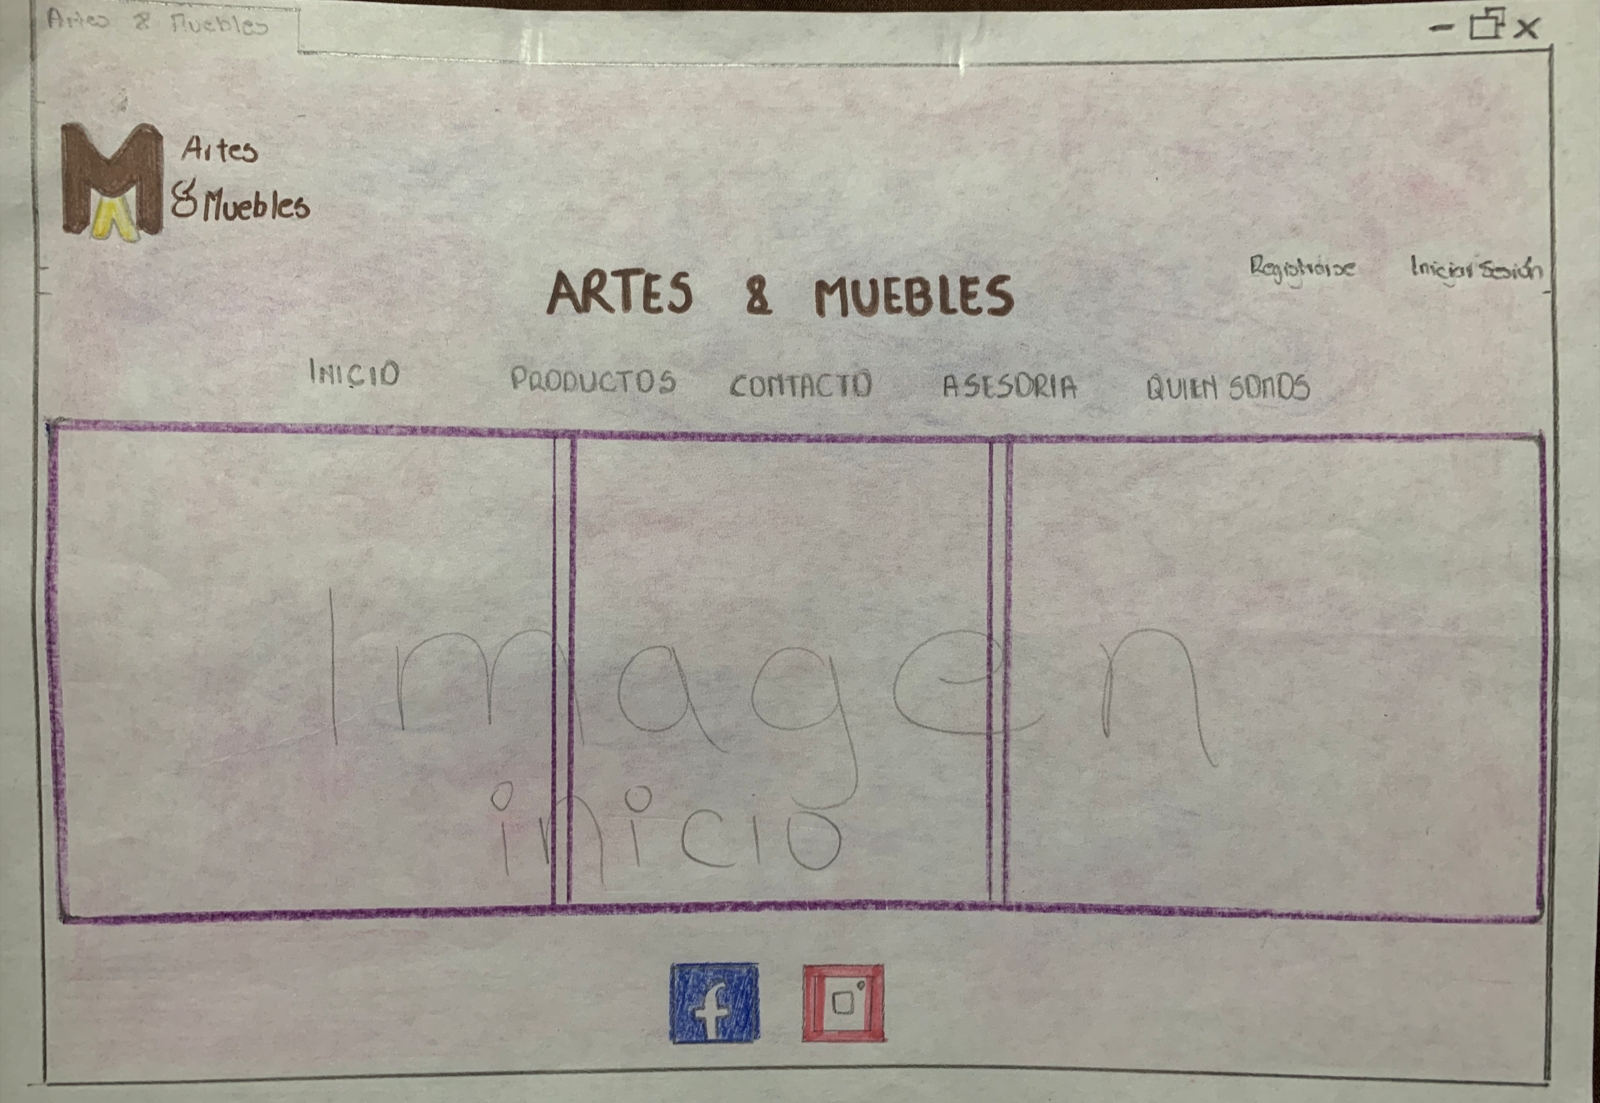 Artes & Muebles
Artes
& Muebles
Registrarse Iniciar Sesión
ARTES & MUEBLES
INICIO PRODUCTOS CONTACTO ASESORIA QUIEN SOMOS
Imagen
inicio
f